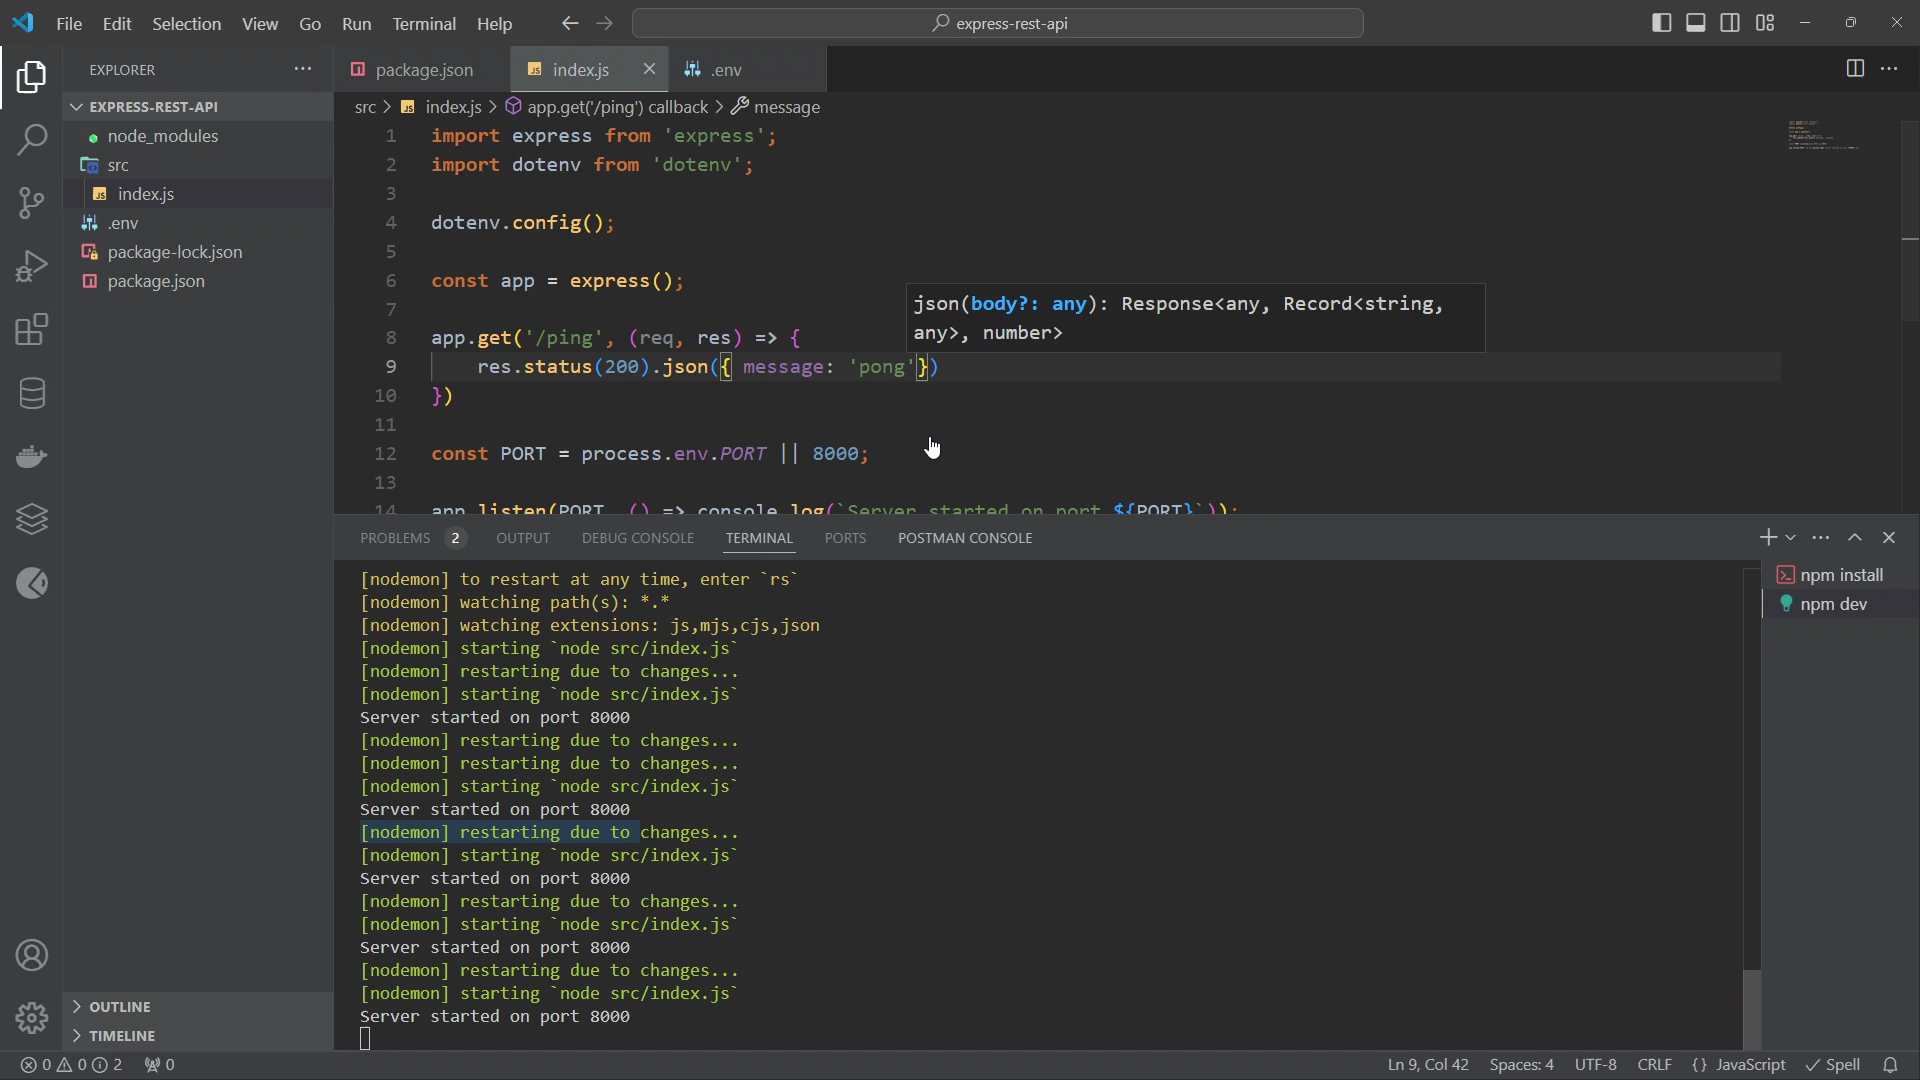 File Edit Selection View Go Run Terminal Help
express-rest-api
EXPLORER
EXPRESS-REST-API
node_modules
src
index.js
.env
package-lock.json
package.json
OUTLINE
TIMELINE
package.json
index.js
.env
src > index.js > app.get('/ping') callback > message
1 import express from 'express';
2 import dotenv from 'dotenv';
3
4 dotenv.config();
5
6 const app = express();
7
8 app.get('/ping', (req, res) => {
9 res.status(200).json({ message: 'pong'})
10 })
11
12 const PORT = process.env.PORT || 8000;
13
14 app.listen(PORT, () => console.log(`Server started on port ${PORT}`));
json(body?: any): Response<any, Record<string,
any>, number>
PROBLEMS 2 OUTPUT DEBUG CONSOLE TERMINAL PORTS POSTMAN CONSOLE
[nodemon] to restart at any time, enter `rs`
[nodemon] watching path(s): *.*
[nodemon] watching extensions: js,mjs,cjs,json
[nodemon] starting `node src/index.js`
[nodemon] restarting due to changes...
[nodemon] starting `node src/index.js`
Server started on port 8000
[nodemon] restarting due to changes...
[nodemon] restarting due to changes...
[nodemon] starting `node src/index.js`
Server started on port 8000
[nodemon] restarting due to changes...
[nodemon] starting `node src/index.js`
Server started on port 8000
[nodemon] restarting due to changes...
[nodemon] starting `node src/index.js`
Server started on port 8000
[nodemon] restarting due to changes...
[nodemon] starting `node src/index.js`
Server started on port 8000
npm install
npm dev
0 0 2 0
Ln 9, Col 42 Spaces: 4 UTF-8 CRLF {} JavaScript Spell